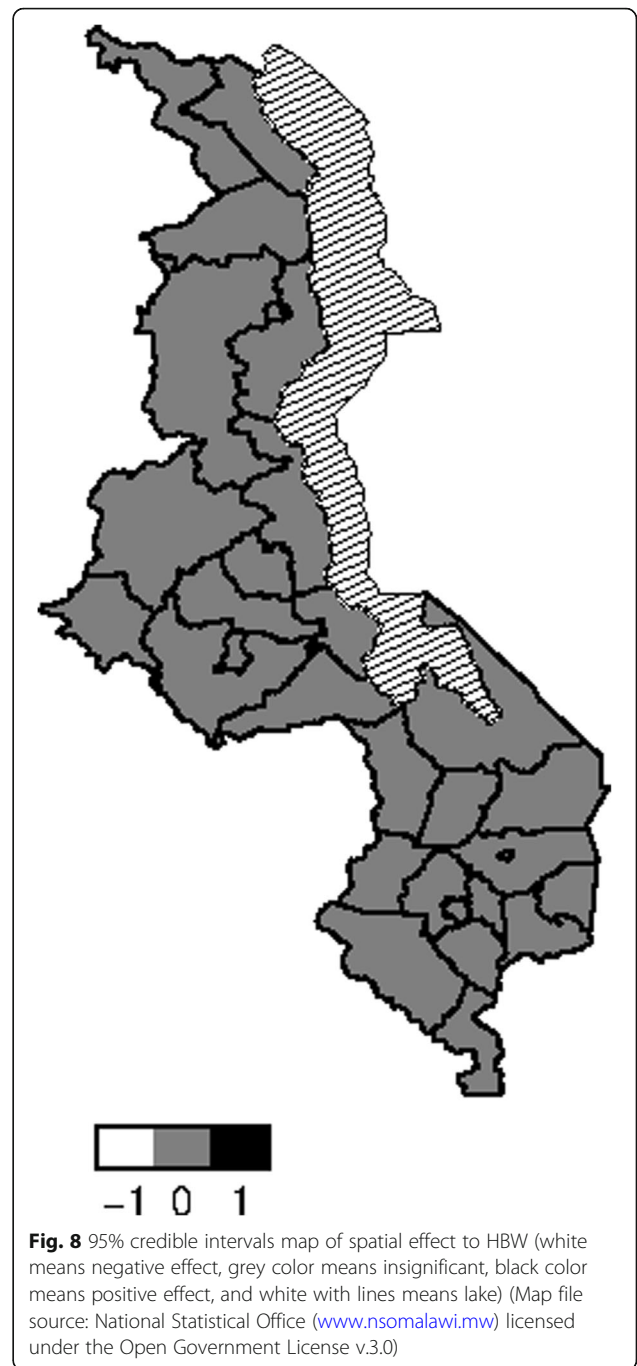 −1 0 1
Fig. 8 95% credible intervals map of spatial effect to HBW (white
means negative effect, grey color means insignificant, black color
means positive effect, and white with lines means lake) (Map file
source: National Statistical Office (www.nsomalawi.mw) licensed
under the Open Government License v.3.0)